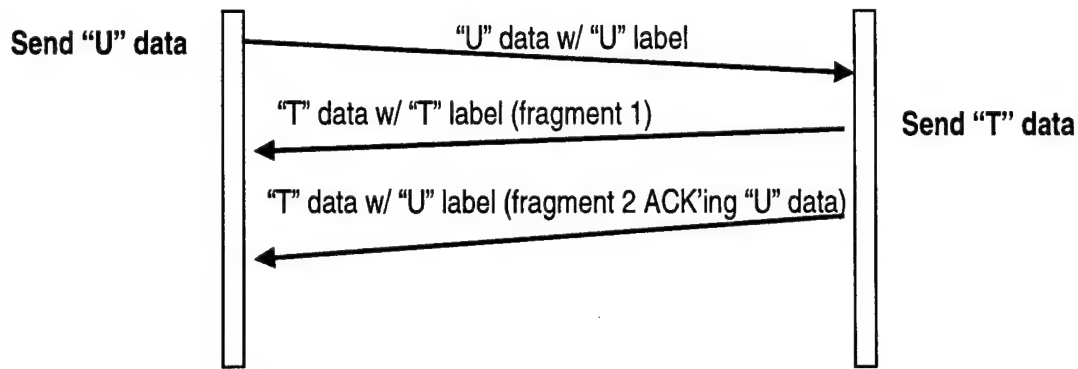 Send “U” data
“U” data w/ “U” label
“T” data w/ “T” label (fragment 1)
Send “T” data
“T” data w/ “U” label (fragment 2 ACK’ing “U” data)